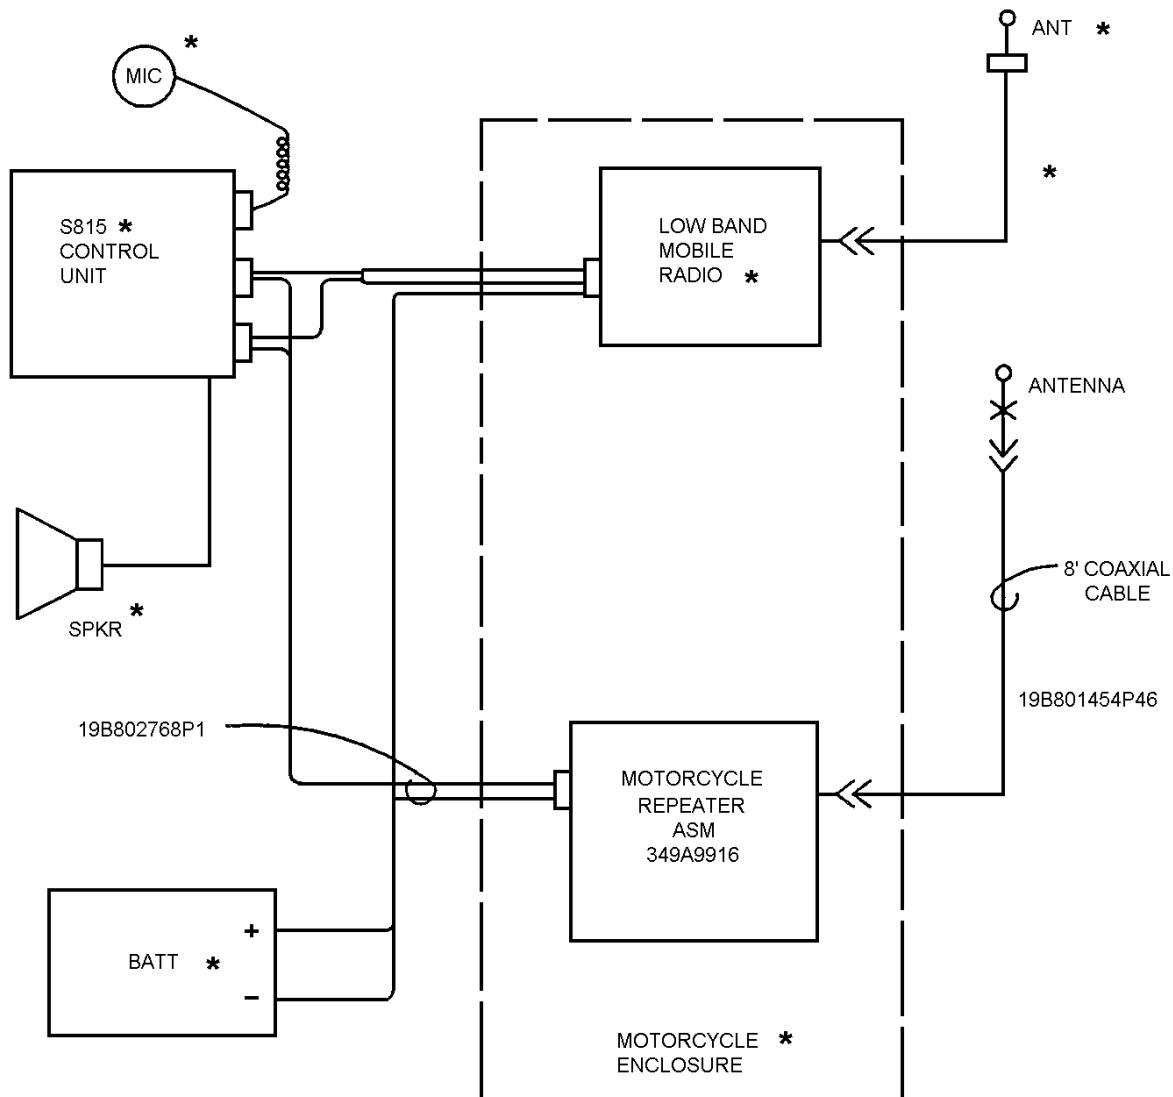 MIC *
ANT *
*
S815 *
CONTROL
UNIT
LOW BAND
MOBILE
RADIO *
ANTENNA
8' COAXIAL
CABLE
SPKR *
19B801454P46
19B802768P1
MOTORCYCLE
REPEATER
ASM
349A9916
+
BATT *
−
MOTORCYCLE *
ENCLOSURE